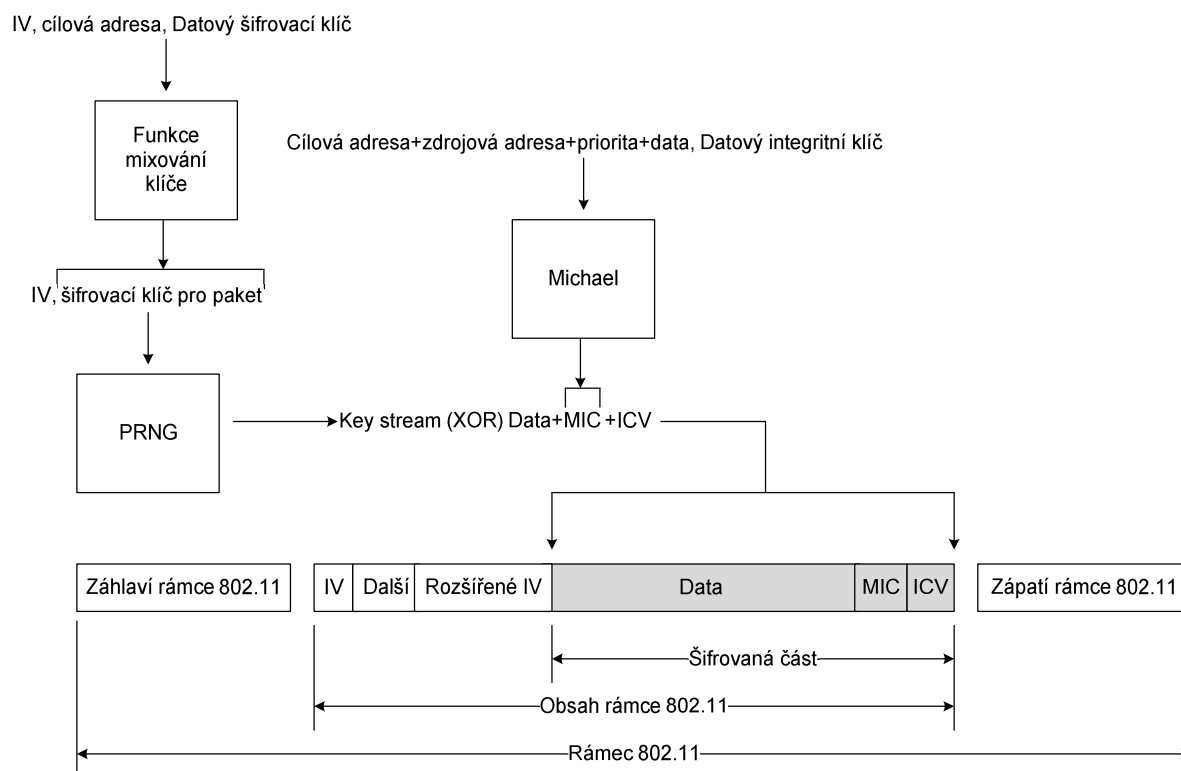 IV, cílová adresa, Datový šifrovací klíč
Funkce
mixování
klíče
Cílová adresa+zdrojová adresa+priorita+data, Datový integritní klíč
Michael
IV, šifrovací klíč pro paket
PRNG
Key stream (XOR) Data+MIC +ICV
Záhlaví rámce 802.11
IV
Další
Rozšířené IV
Data
MIC
ICV
Zápatí rámce 802.11
Šifrovaná část
Obsah rámce 802.11
Rámec 802.11